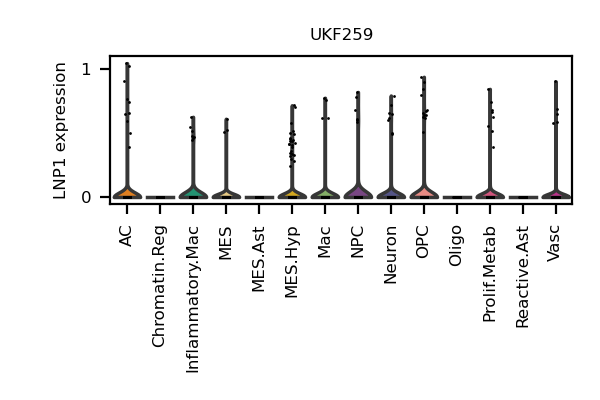 UKF259
LNP1 expression
1
0
AC
Chromatin.Reg
Inflammatory.Mac
MES
MES.Ast
MES.Hyp
Mac
NPC
Neuron
OPC
Oligo
Prolif.Metab
Reactive.Ast
Vasc